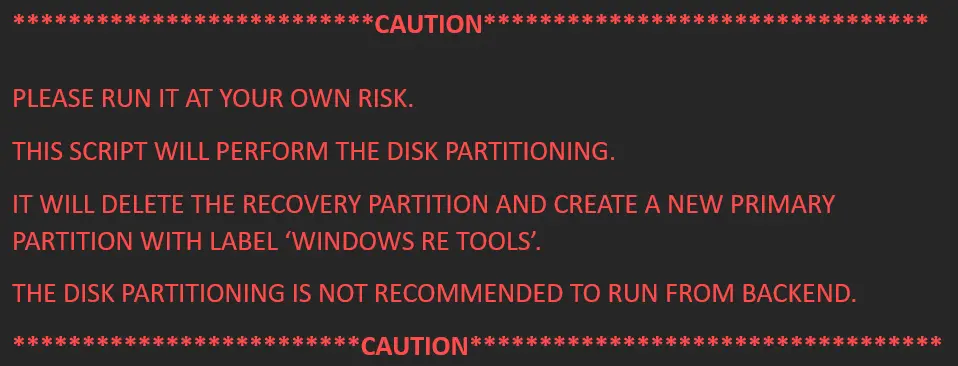 **************************CAUTION********************************
PLEASE RUN IT AT YOUR OWN RISK.
THIS SCRIPT WILL PERFORM THE DISK PARTITIONING.
IT WILL DELETE THE RECOVERY PARTITION AND CREATE A NEW PRIMARY
PARTITION WITH LABEL ‘WINDOWS RE TOOLS’.
THE DISK PARTITIONING IS NOT RECOMMENDED TO RUN FROM BACKEND.
*************************CAUTION**********************************